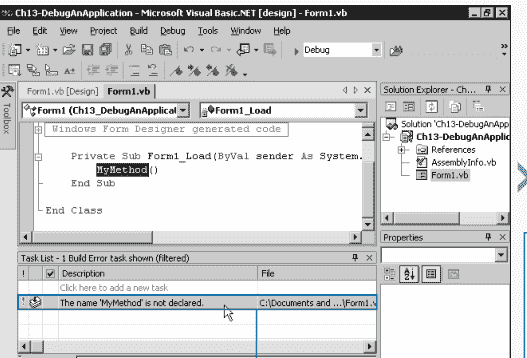 Ch13-DebugAnApplication - Microsoft Visual Basic.NET [design] - Form1.vb
File Edit View Project Build Debug Tools Window Help
Debug
Toolbox
Form1.vb [Design] Form1.vb
Form1 (Ch13_DebugAnApplicat
Form1_Load
Windows Form Designer generated code
Private Sub Form1_Load(ByVal sender As System.
MyMethod()
End Sub
End Class
Solution Explorer - Ch...
Solution 'Ch13-DebugAnApp
Ch13-DebugAnApplic
References
AssemblyInfo.vb
Form1.vb
Properties
Task List - 1 Build Error task shown (filtered)
! Description File
Click here to add a new task
! The name 'MyMethod' is not declared. C:\Documents and ...\Form1.v